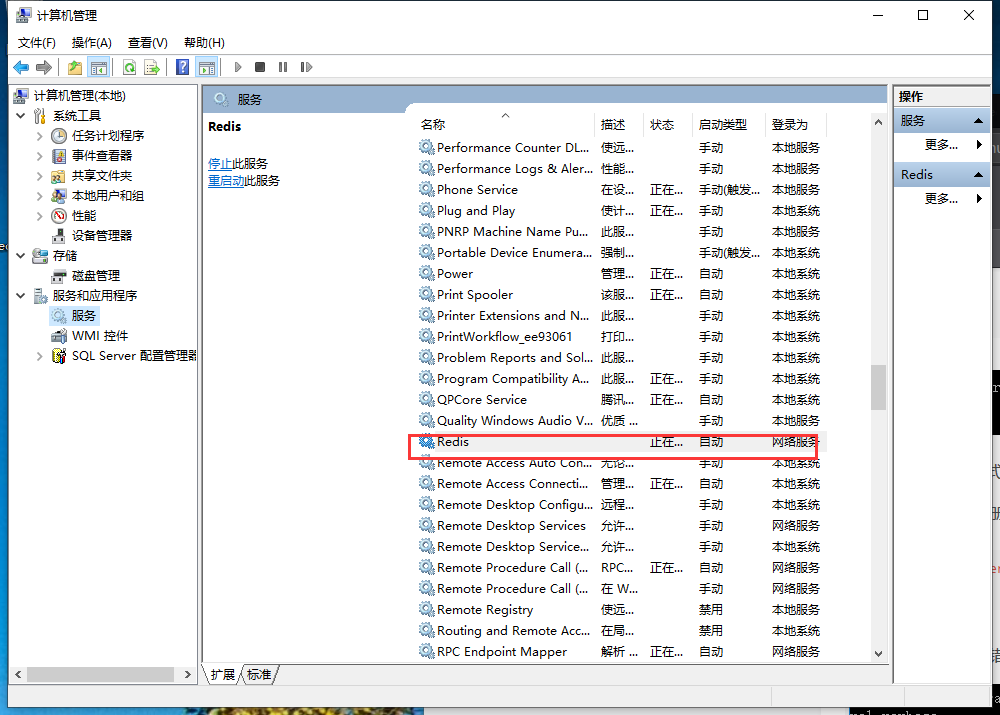 计算机管理
文件(F) 操作(A) 查看(V) 帮助(H)
计算机管理(本地)
系统工具
任务计划程序
事件查看器
共享文件夹
本地用户和组
性能
设备管理器
存储
磁盘管理
服务和应用程序
服务
WMI 控件
SQL Server 配置管理器
服务
Redis
停止此服务
重启动此服务
名称 描述 状态 启动类型 登录为
Performance Counter DL... 使远... 手动 本地服务
Performance Logs & Aler... 性能... 手动 本地服务
Phone Service 在设... 正在... 手动(触发... 本地服务
Plug and Play 使计... 正在... 手动 本地系统
PNRP Machine Name Pu... 此服... 手动 本地服务
Portable Device Enumera... 强制... 手动(触发... 本地系统
Power 管理... 正在... 自动 本地系统
Print Spooler 该服... 正在... 自动 本地系统
Printer Extensions and N... 此服... 手动 本地系统
PrintWorkflow_ee93061 打印... 手动 本地系统
Problem Reports and Sol... 此服... 手动 本地系统
Program Compatibility A... 此服... 正在... 手动 本地系统
QPCore Service 腾讯... 正在... 自动 本地系统
Quality Windows Audio V... 优质 ... 手动 本地服务
Redis 正在... 自动 网络服务
Remote Access Auto Con... 无论... 手动 本地系统
Remote Access Connecti... 管理... 正在... 自动 本地系统
Remote Desktop Configu... 远程... 手动 本地系统
Remote Desktop Services 允许... 手动 网络服务
Remote Desktop Service... 允许... 手动 本地系统
Remote Procedure Call (... RPC... 正在... 自动 网络服务
Remote Procedure Call (... 在 W... 手动 网络服务
Remote Registry 使远... 禁用 本地服务
Routing and Remote Acc... 在局... 禁用 本地系统
RPC Endpoint Mapper 解析 ... 正在... 自动 网络服务
扩展 标准
操作
服务
更多...
Redis
更多...